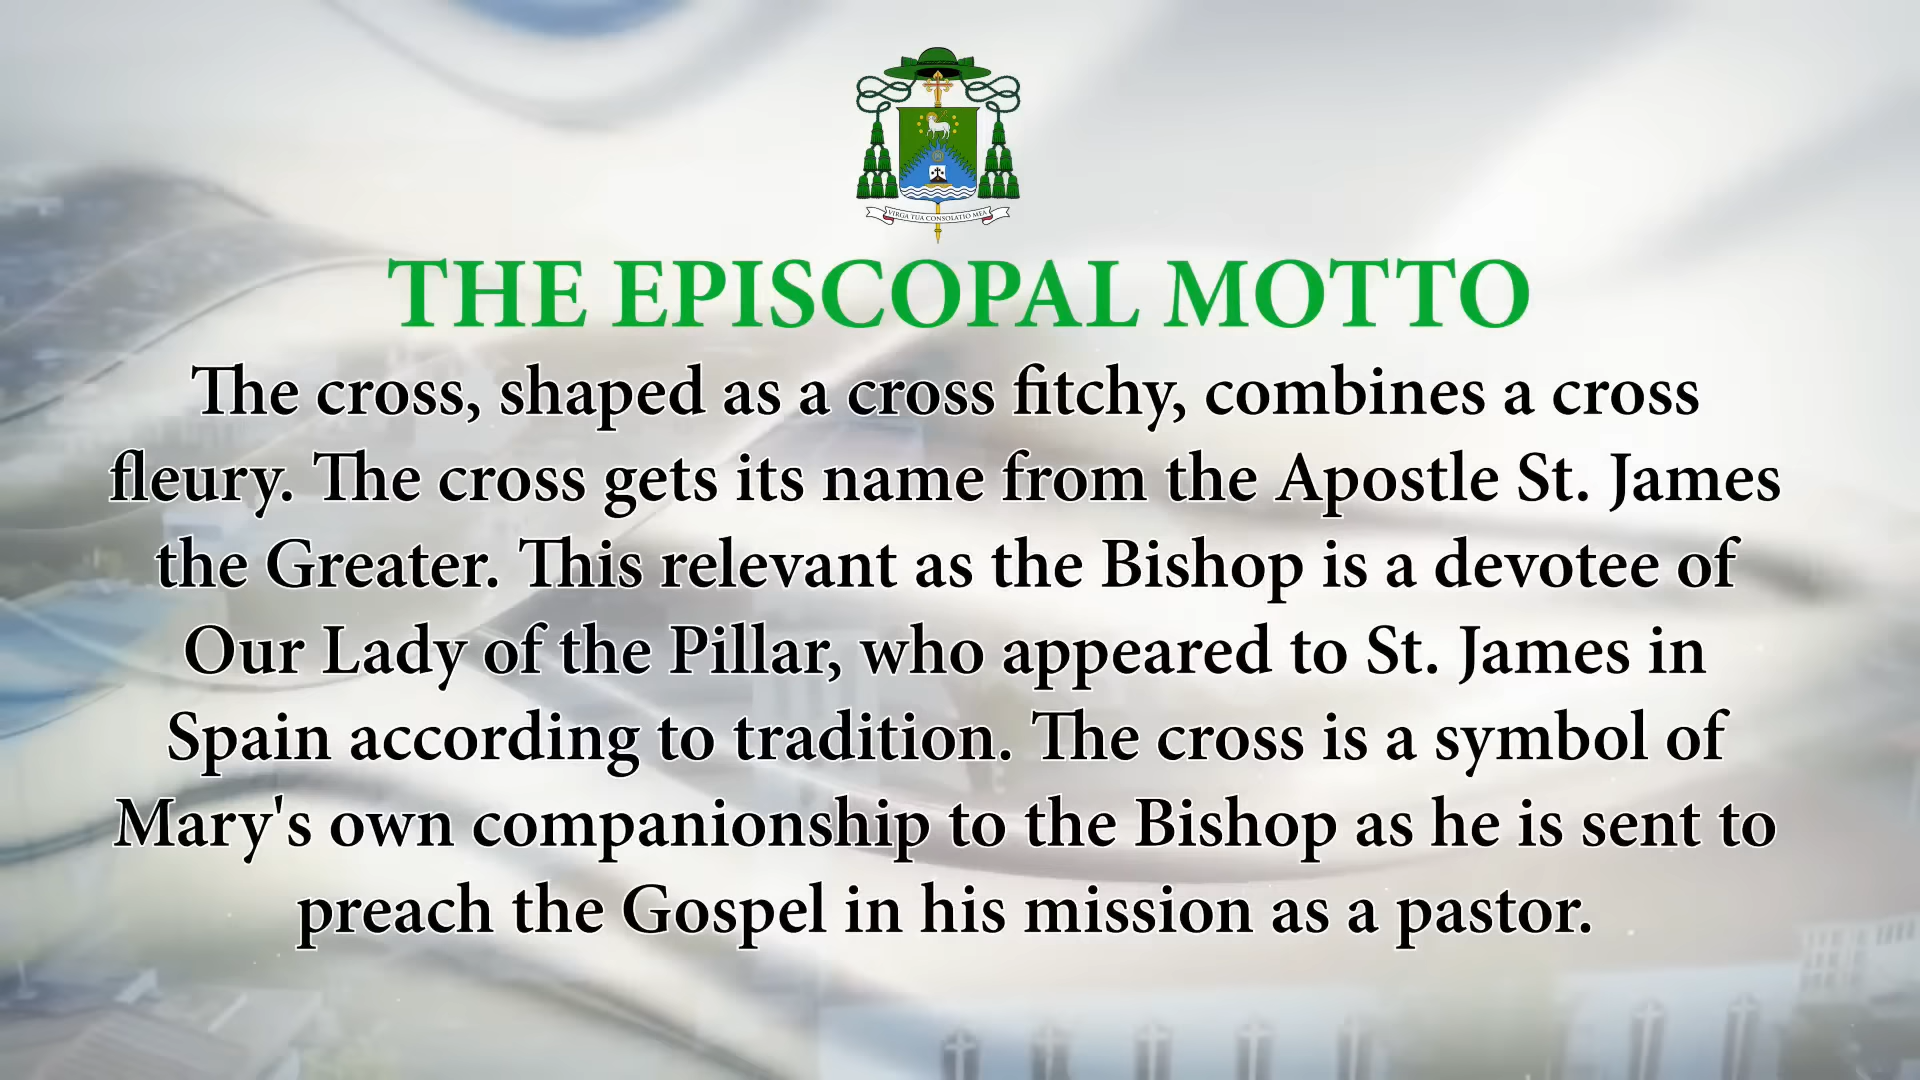 VIRGA TUA CONSOLATIO MEA
THE EPISCOPAL MOTTO
The cross, shaped as a cross fitchy, combines a cross
fleury. The cross gets its name from the Apostle St. James
the Greater. This relevant as the Bishop is a devotee of
Our Lady of the Pillar, who appeared to St. James in
Spain according to tradition. The cross is a symbol of
Mary's own companionship to the Bishop as he is sent to
preach the Gospel in his mission as a pastor.